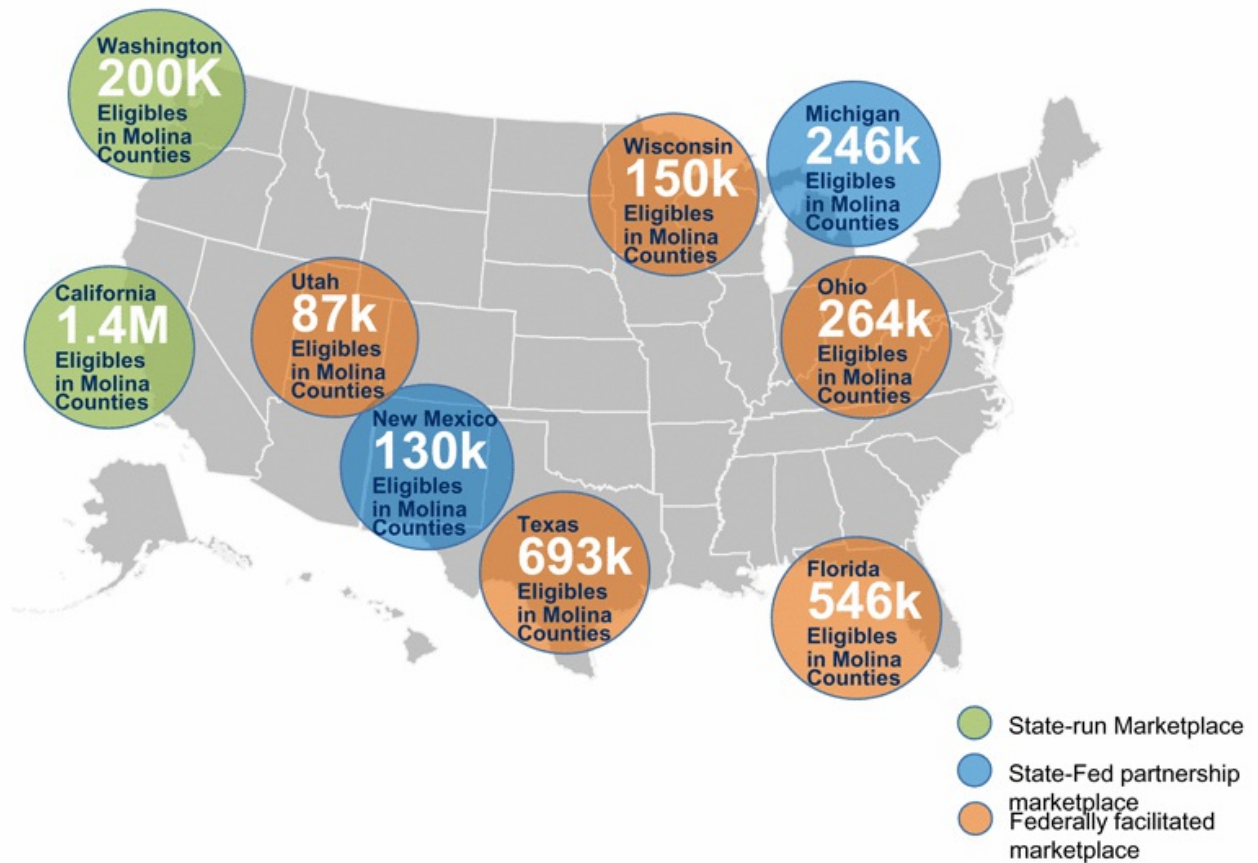 Washington
200K
Eligibles
in Molina
Counties
Wisconsin
150k
Eligibles
in Molina
Counties
Michigan
246k
Eligibles
in Molina
Counties
California
1.4M
Eligibles
in Molina
Counties
Utah
87k
Eligibles
in Molina
Counties
Ohio
264k
Eligibles
in Molina
Counties
New Mexico
130k
Eligibles
in Molina
Counties
Texas
693k
Eligibles
in Molina
Counties
Florida
546k
Eligibles
in Molina
Counties
State-run Marketplace
State-Fed partnership
marketplace
Federally facilitated
marketplace